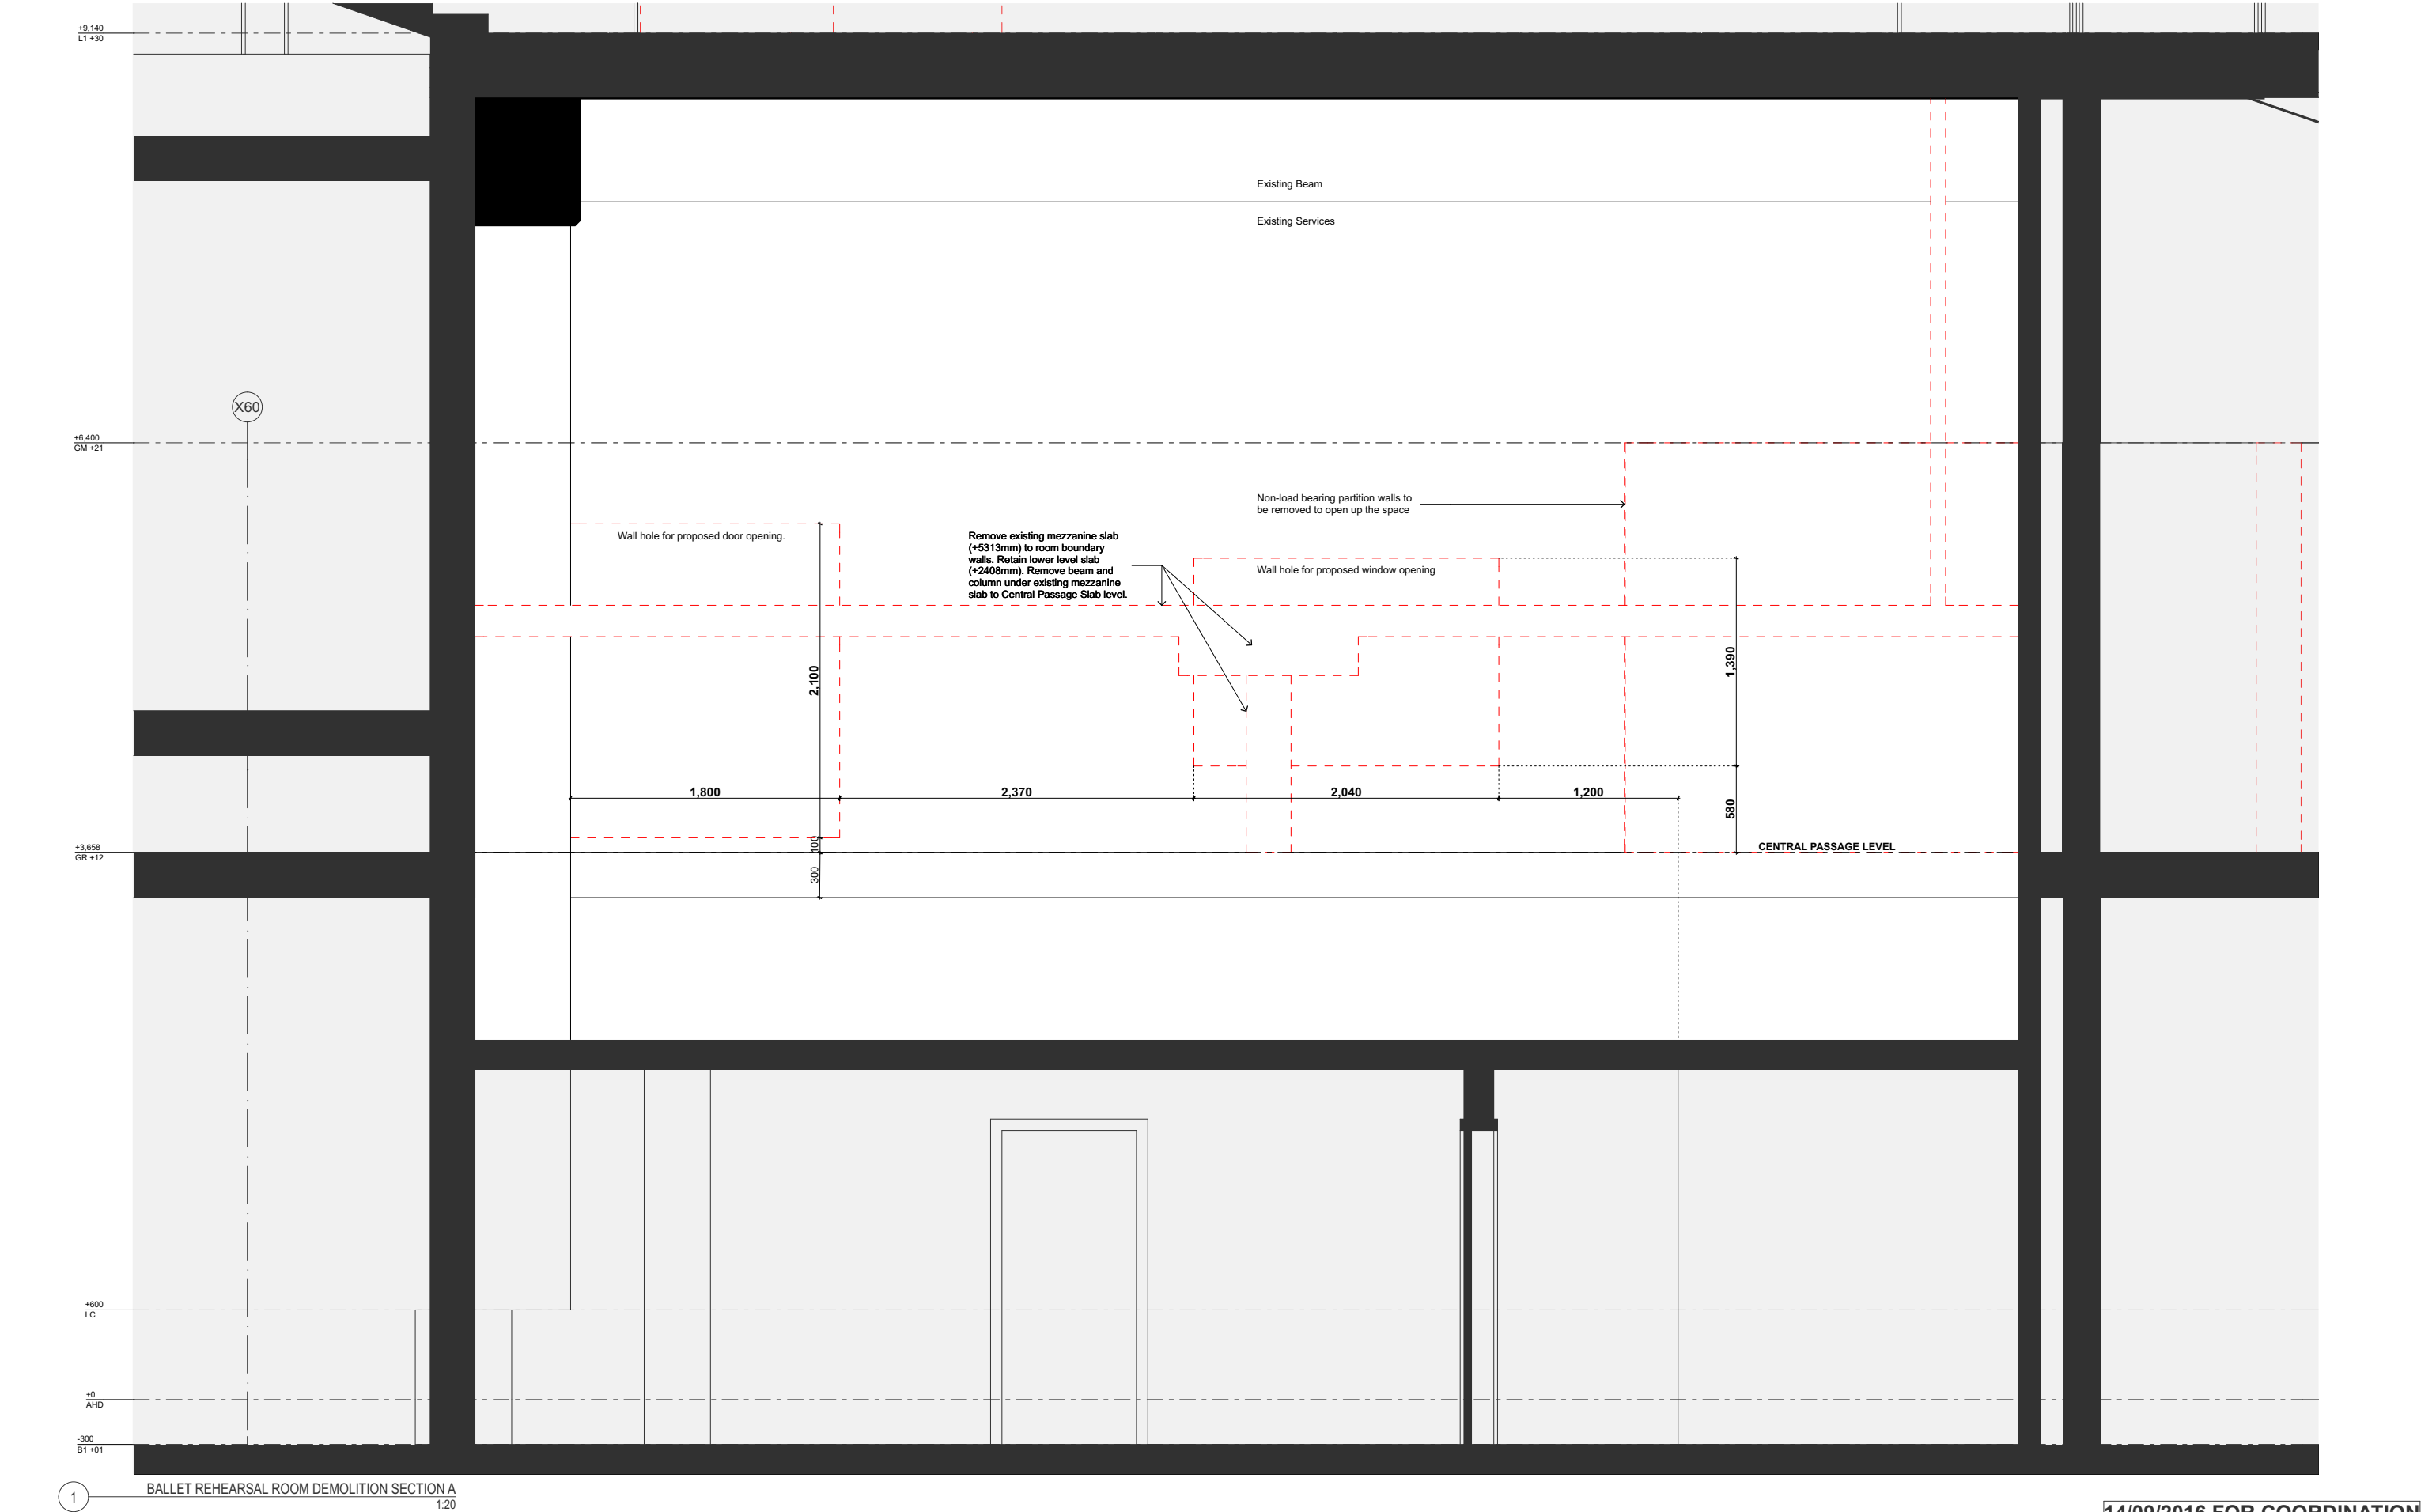 +9,140
L1 +30
Existing Beam
Existing Services
X60
+6,400
GM +21
Non-load bearing partition walls to
be removed to open up the space
Wall hole for proposed door opening.
Remove existing mezzanine slab
(+5313mm) to room boundary
walls. Retain lower level slab
(+2408mm). Remove beam and
column under existing mezzanine
slab to Central Passage Slab level.
Wall hole for proposed window opening
2,100
1,390
1,800
2,370
2,040
1,200
580
100
300
+3,658
GR +12
CENTRAL PASSAGE LEVEL
+600
LC
±0
AHD
-300
B1 +01
1
BALLET REHEARSAL ROOM DEMOLITION SECTION A
1:20
14/09/2016 FOR COORDINATION